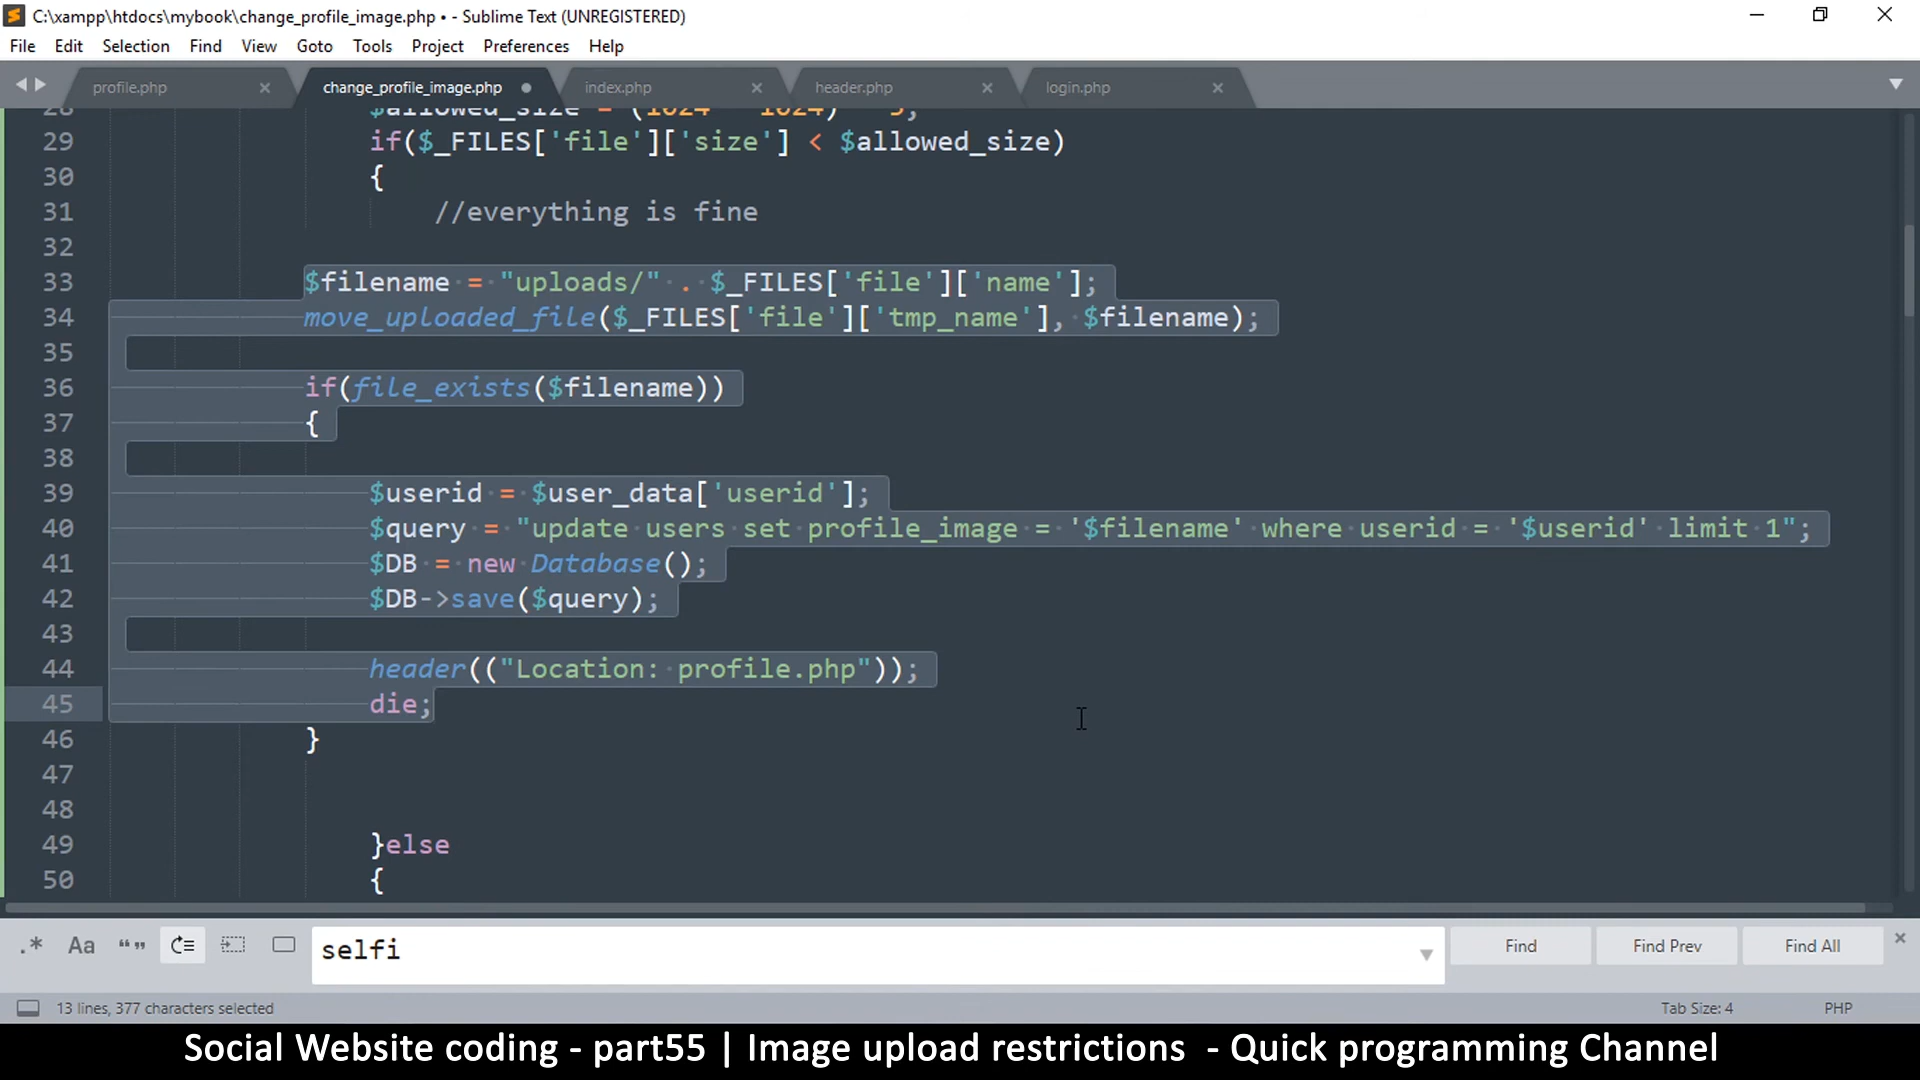 C:\xampp\htdocs\mybook\change_profile_image.php • - Sublime Text (UNREGISTERED)
File Edit Selection Find View Goto Tools Project Preferences Help
profile.php change_profile_image.php index.php header.php login.php
28 $allowed_size = (1024 * 1024) * 3;
29 if($_FILES['file']['size'] < $allowed_size)
30 {
31 //everything is fine
32
33 $filename = "uploads/" . $_FILES['file']['name'];
34 move_uploaded_file($_FILES['file']['tmp_name'], $filename);
35
36 if(file_exists($filename))
37 {
38
39 $userid = $user_data['userid'];
40 $query = "update users set profile_image = '$filename' where userid = '$userid' limit 1";
41 $DB = new Database();
42 $DB->save($query);
43
44 header(("Location: profile.php"));
45 die;
46 }
47
48
49 }else
50 {
.* Aa “” selfi Find Find Prev Find All
13 lines, 377 characters selected Tab Size: 4 PHP
Social Website coding - part55 | Image upload restrictions - Quick programming Channel